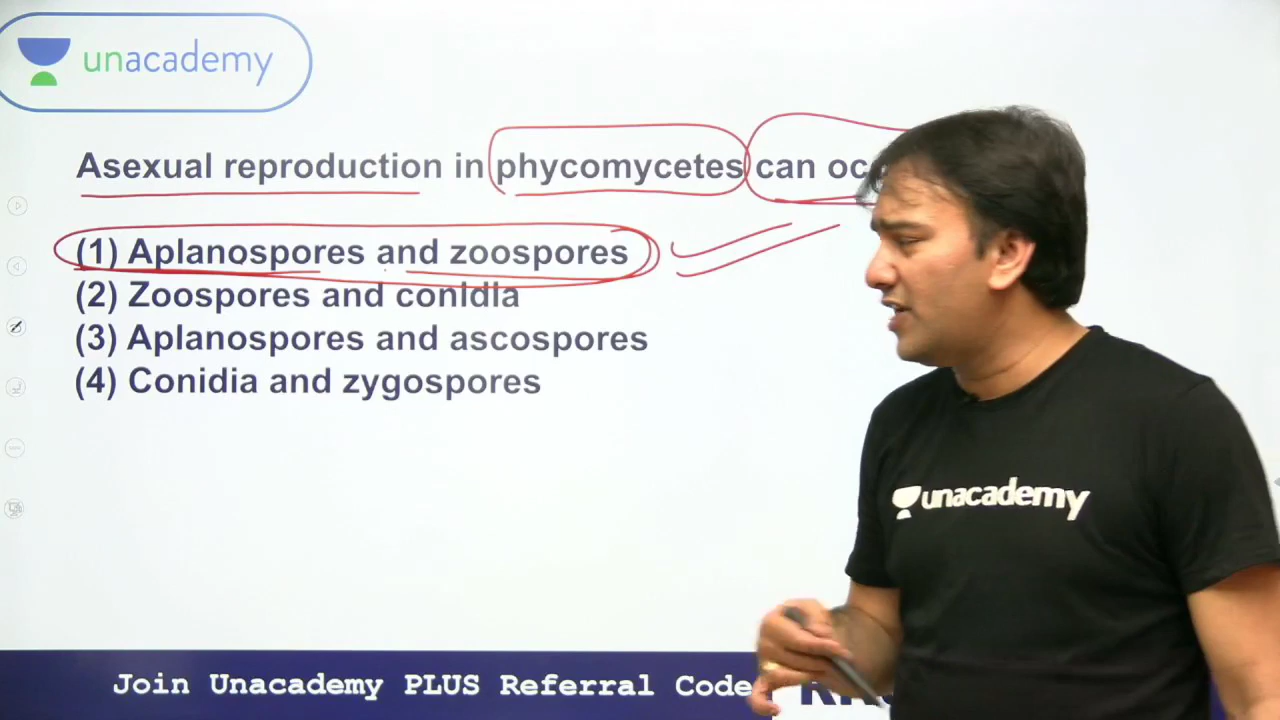 unacademy
Asexual reproduction in phycomycetes can
(1) Aplanospores and zoospores
(2) Zoospores and conidia
(3) Aplanospores and ascospores
(4) Conidia and zygospores
unacademy
Join Unacademy PLUS Referral Code